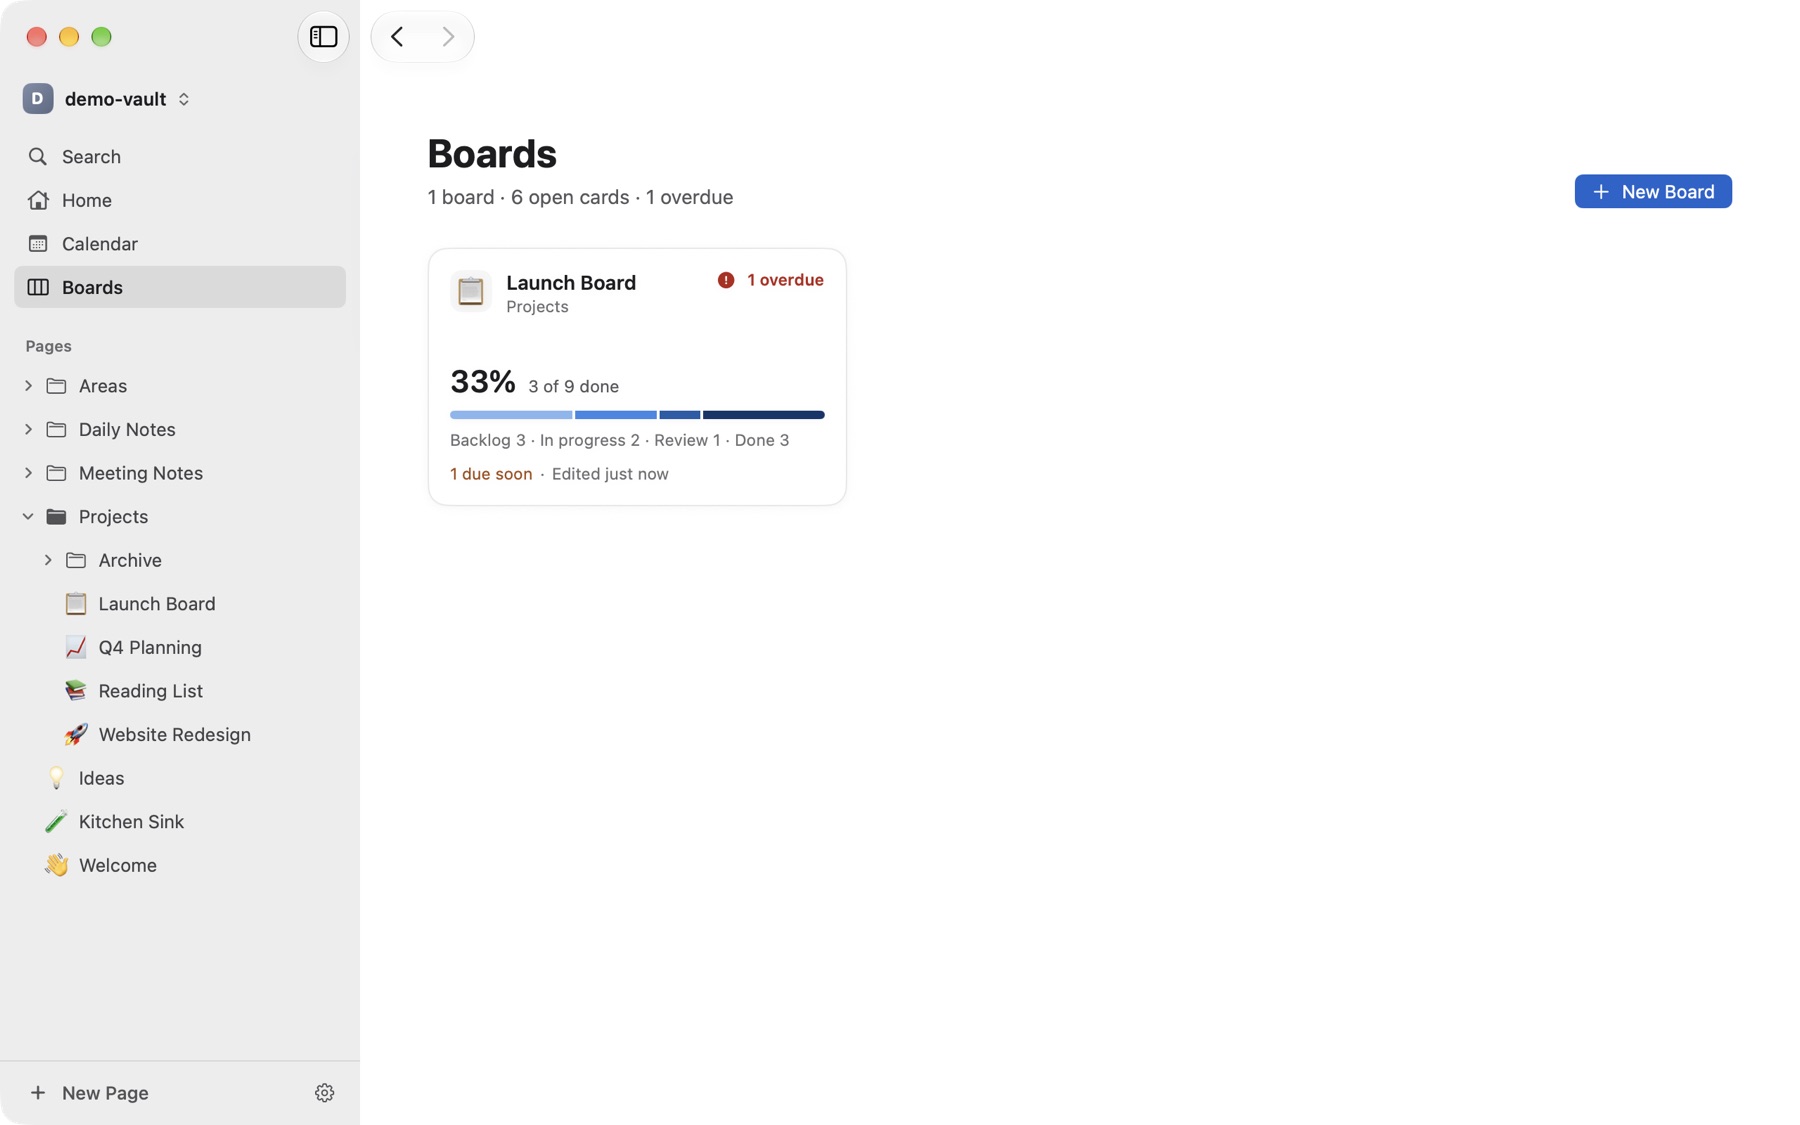 D demo-vault
Search
Home
Calendar
Boards
Pages
Areas
Daily Notes
Meeting Notes
Projects
Archive
Launch Board
Q4 Planning
Reading List
Website Redesign
Ideas
Kitchen Sink
Welcome
New Page
Boards
1 board · 6 open cards · 1 overdue
New Board
Launch Board
1 overdue
Projects
33% 3 of 9 done
Backlog 3 · In progress 2 · Review 1 · Done 3
1 due soon · Edited just now